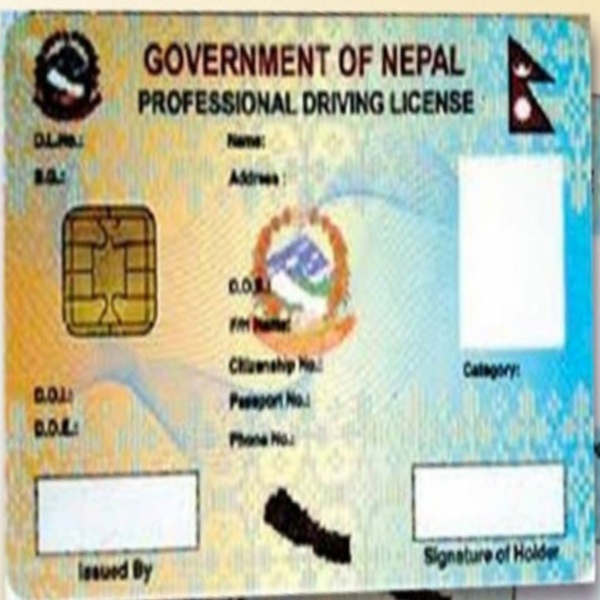 GOVERNMENT OF NEPAL
PROFESSIONAL DRIVING LICENSE
D.L.No.:
Name:
B.G.:
Address :
D.O.B.:
F/H Name:
Citizenship No.:
Category:
D.O.I.:
Passport No.:
D.O.E.:
Phone No.:
Issued By
Signature of Holder